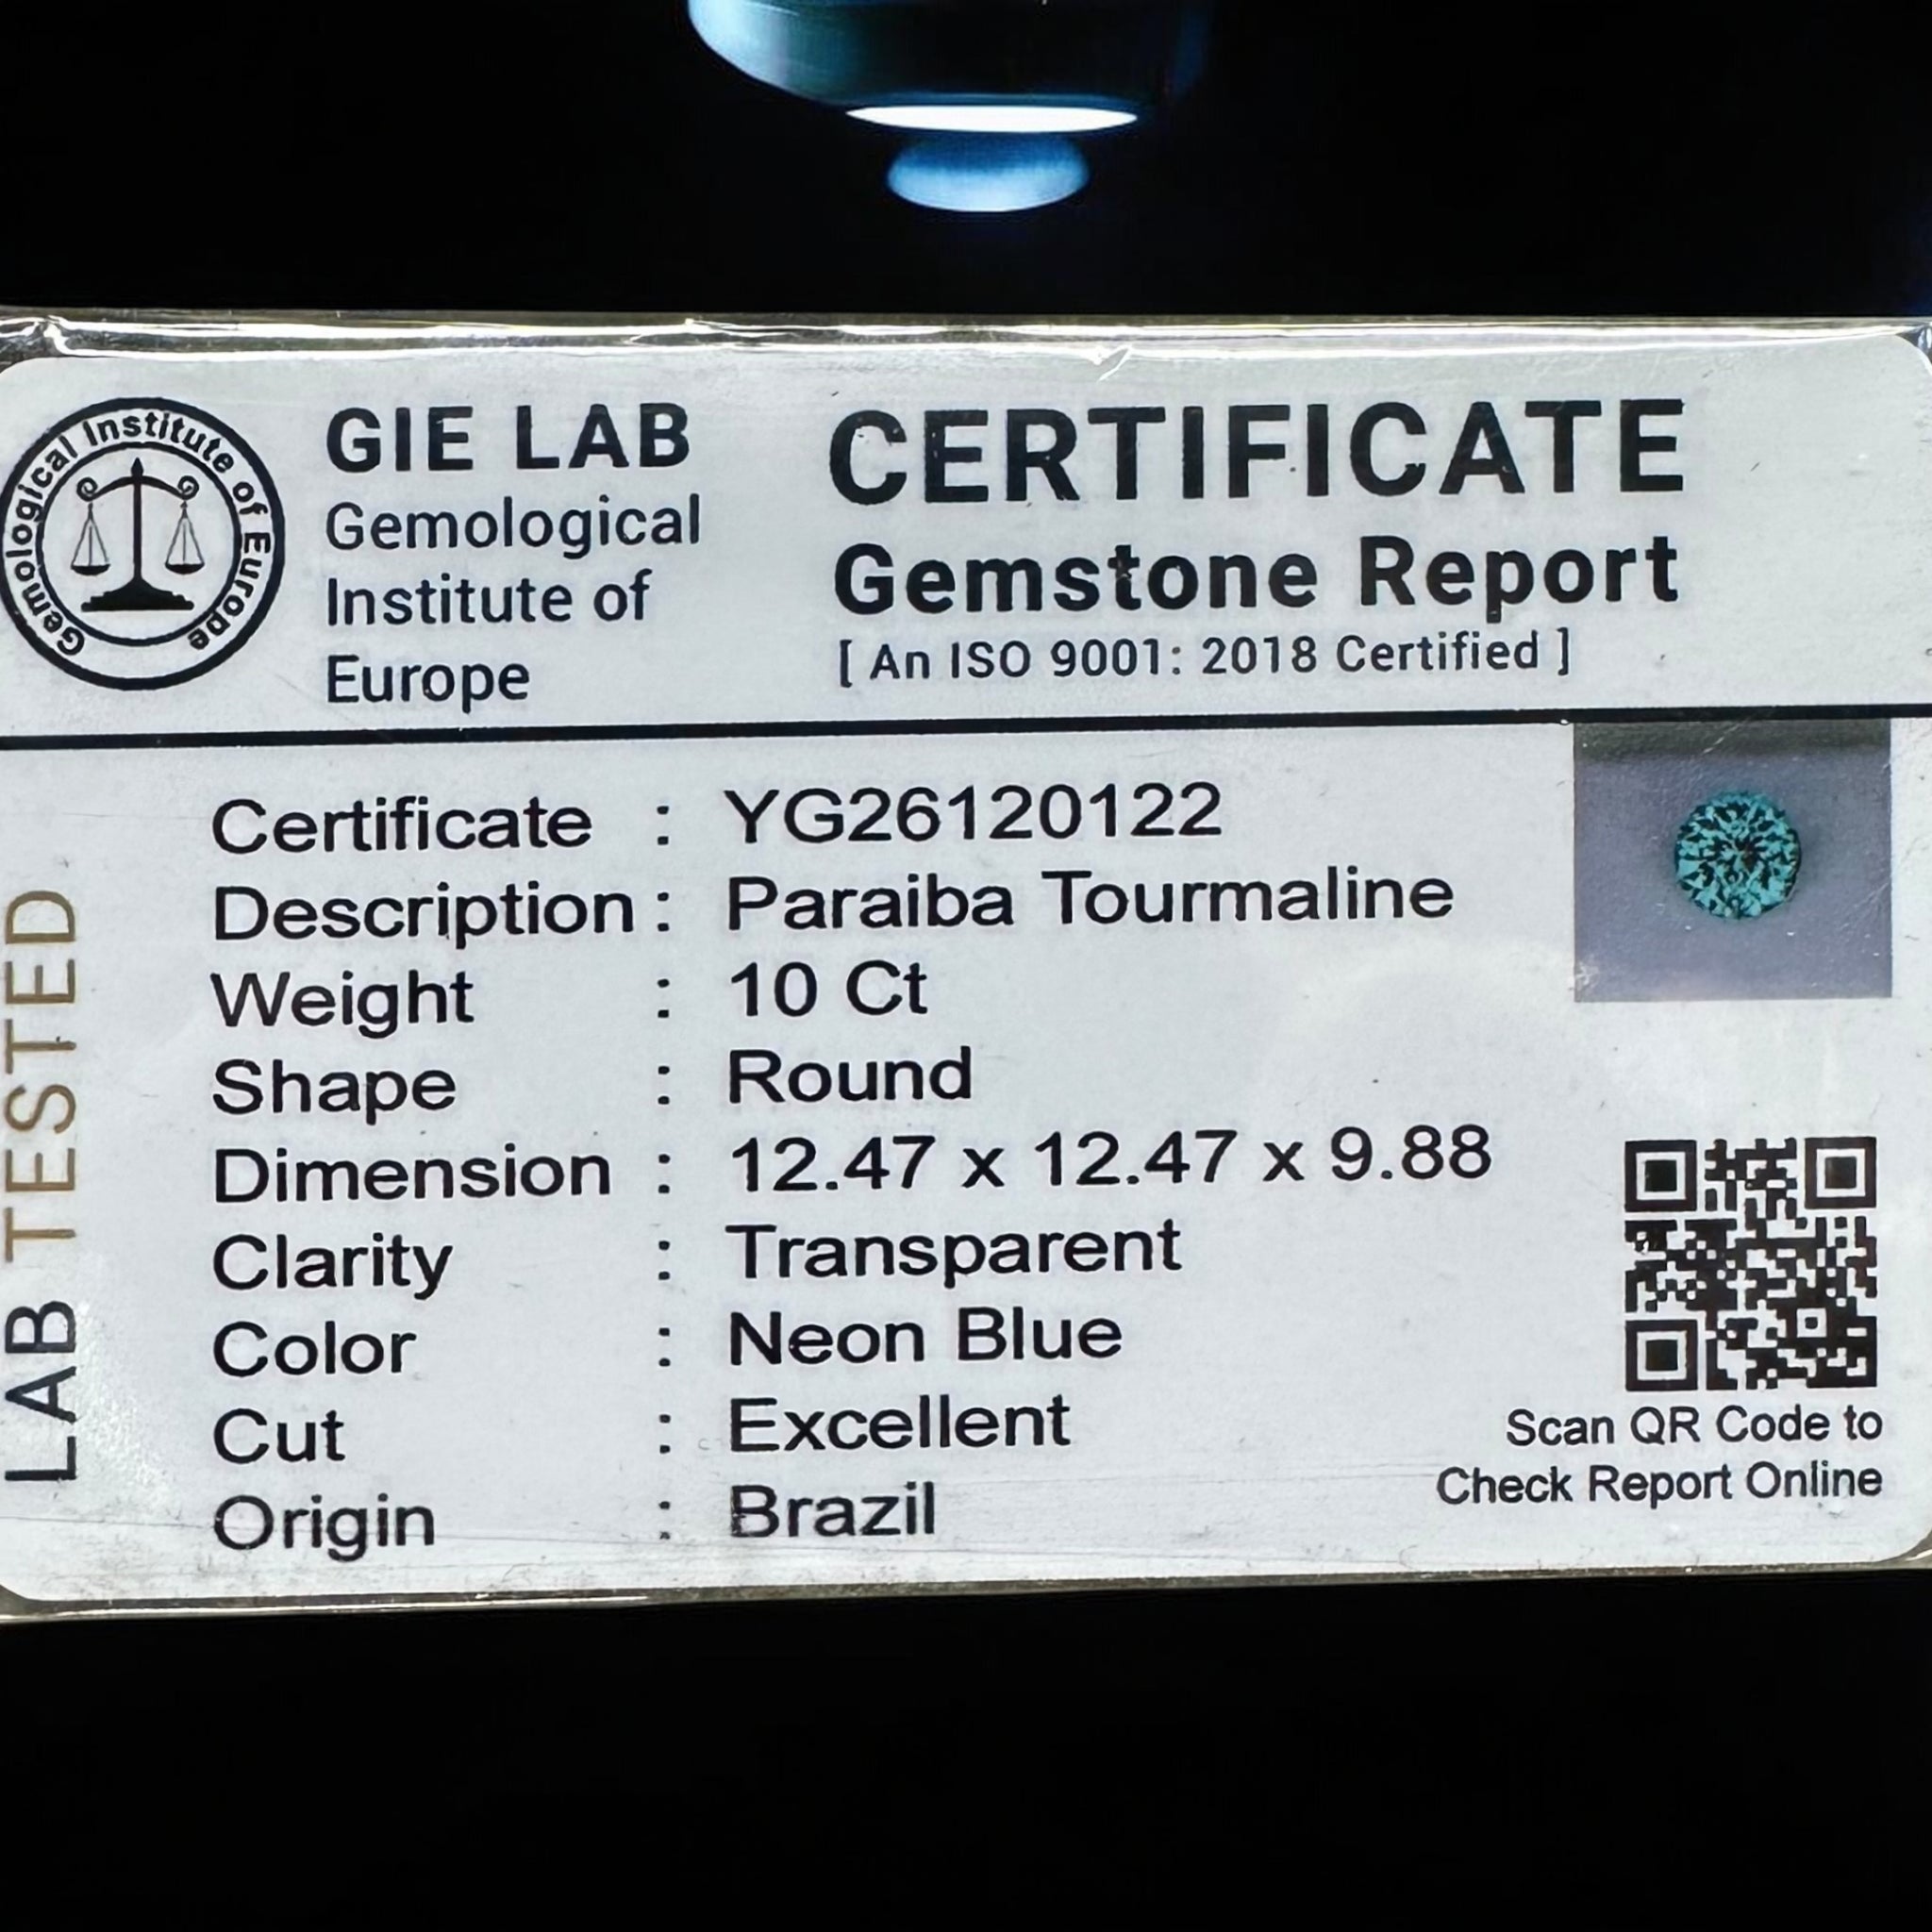 Gemological Institute of Europe
GIE LAB
Gemological
Institute of
Europe
CERTIFICATE
Gemstone Report
[ An ISO 9001: 2018 Certified ]
LAB TESTED
Certificate : YG26120122
Description : Paraiba Tourmaline
Weight : 10 Ct
Shape : Round
Dimension : 12.47 x 12.47 x 9.88
Clarity : Transparent
Color : Neon Blue
Cut : Excellent
Origin : Brazil
Scan QR Code to
Check Report Online